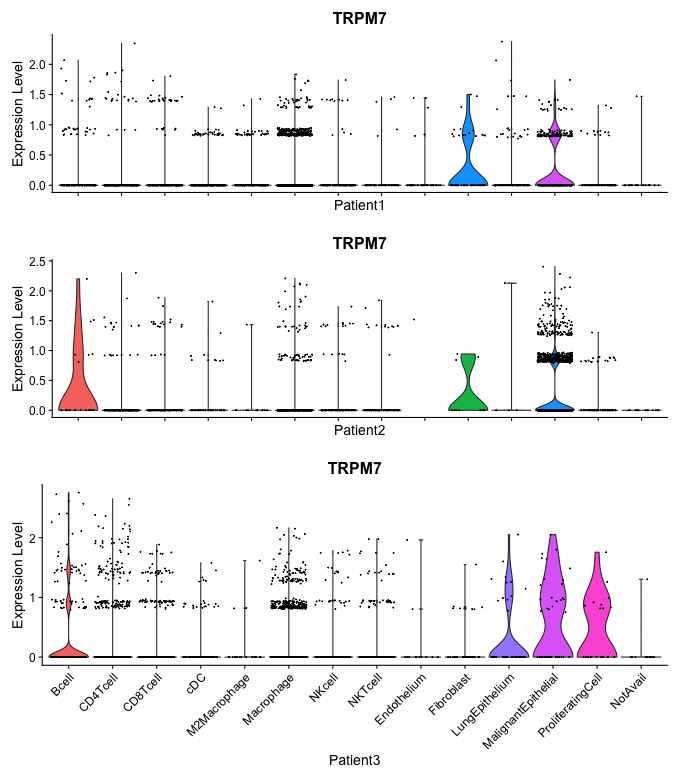 TRPM7
Expression Level
2.0
1.5
1.0
0.5
0.0
Patient1
TRPM7
Expression Level
2.5
2.0
1.5
1.0
0.5
0.0
Patient2
TRPM7
Expression Level
2
1
0
Bcell
CD4Tcell
CD8Tcell
cDC
M2Macrophage
Macrophage
NKcell
NKTcell
Endothelium
Fibroblast
LungEpithelium
MalignantEpithelial
ProliferatingCell
NotAvail
Patient3